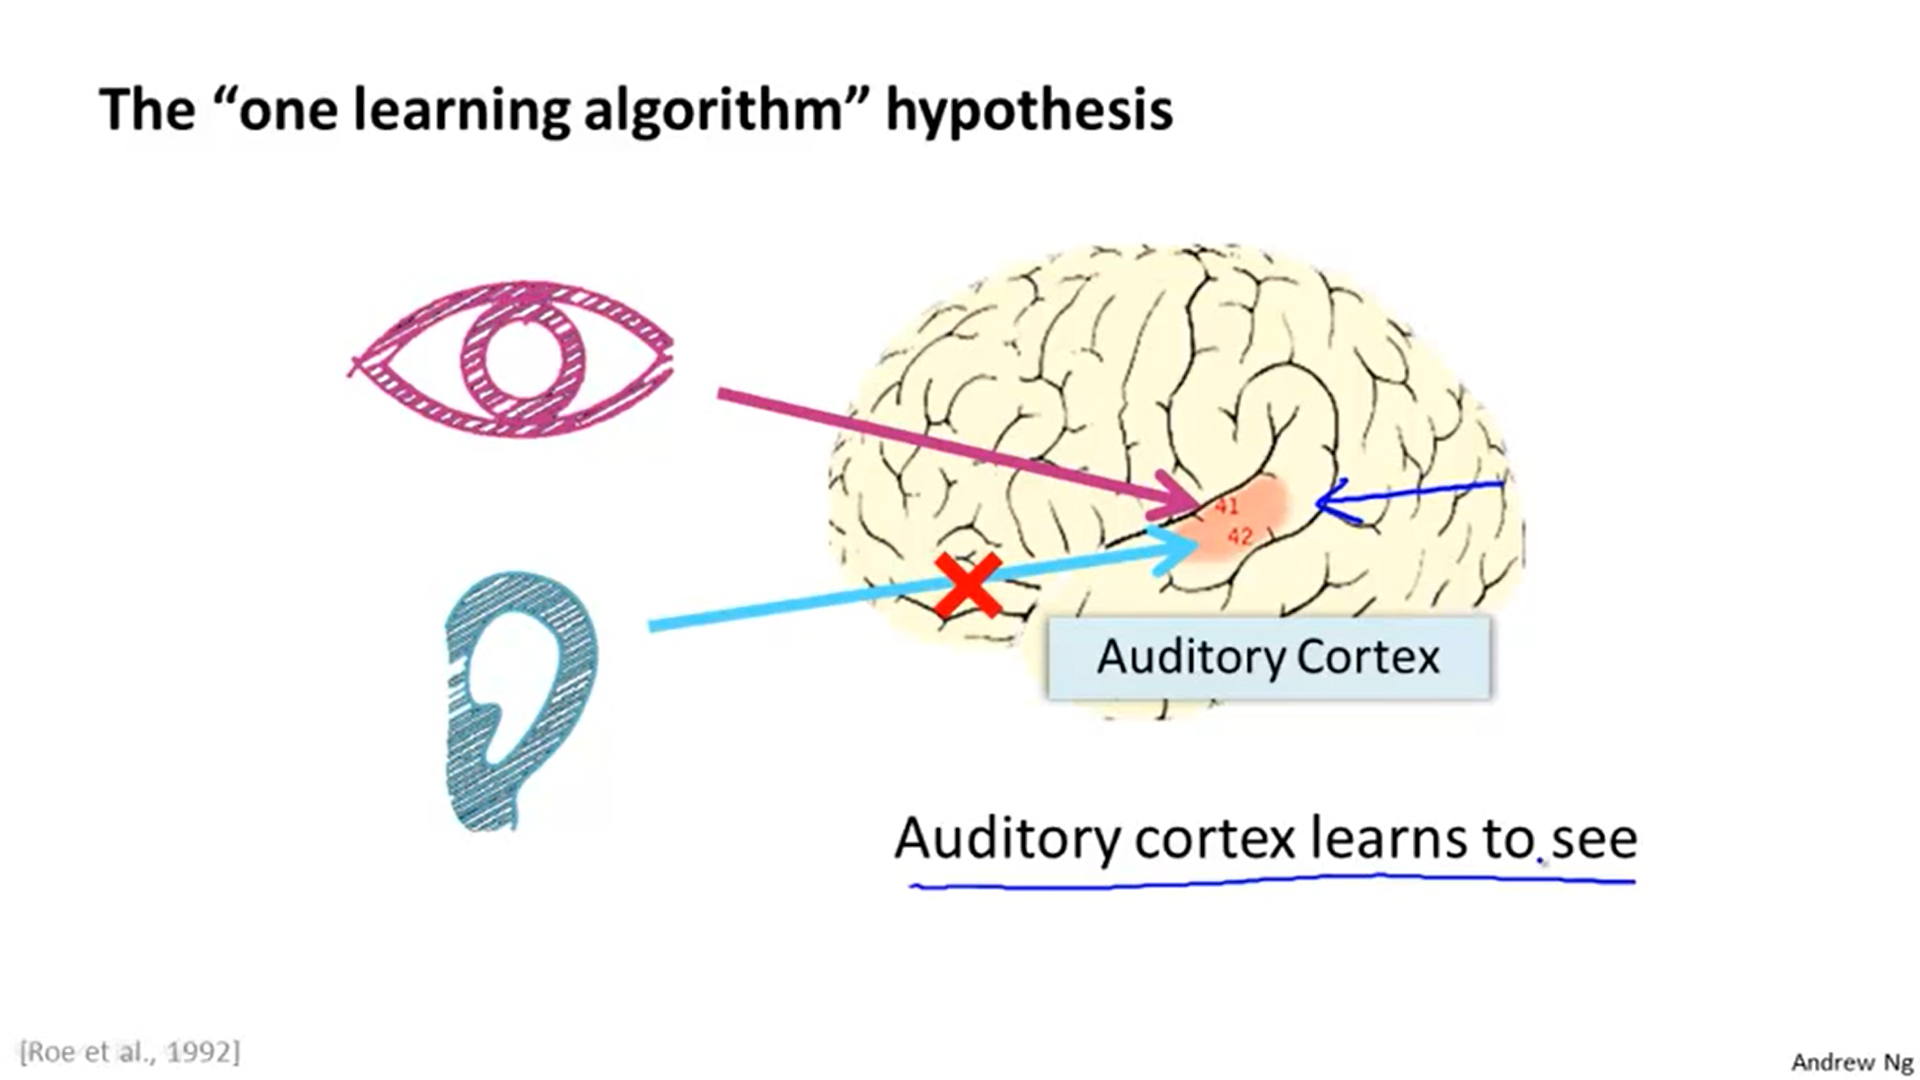 The “one learning algorithm” hypothesis
41
42
Auditory Cortex
Auditory cortex learns to see
[Roe et al., 1992]
Andrew Ng